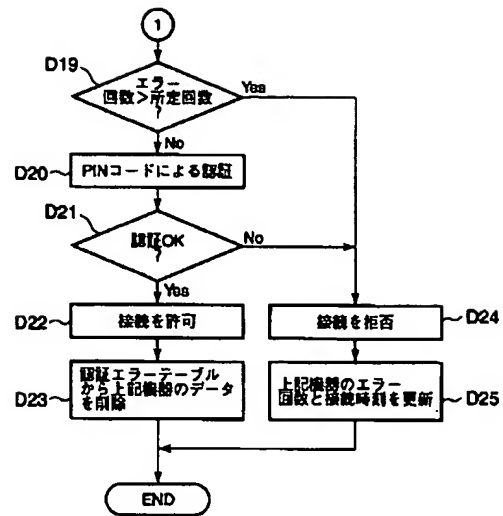 1
D19
エラー
回数>所定回数
?
Yes
No
D20
PINコードによる認証
D21
認証OK
?
No
Yes
D22
接続を許可
D24
接続を拒否
D23
認証エラーテーブル
から上記機器のデータ
を削除
上記機器のエラー
回数と接続時刻を更新
D25
END